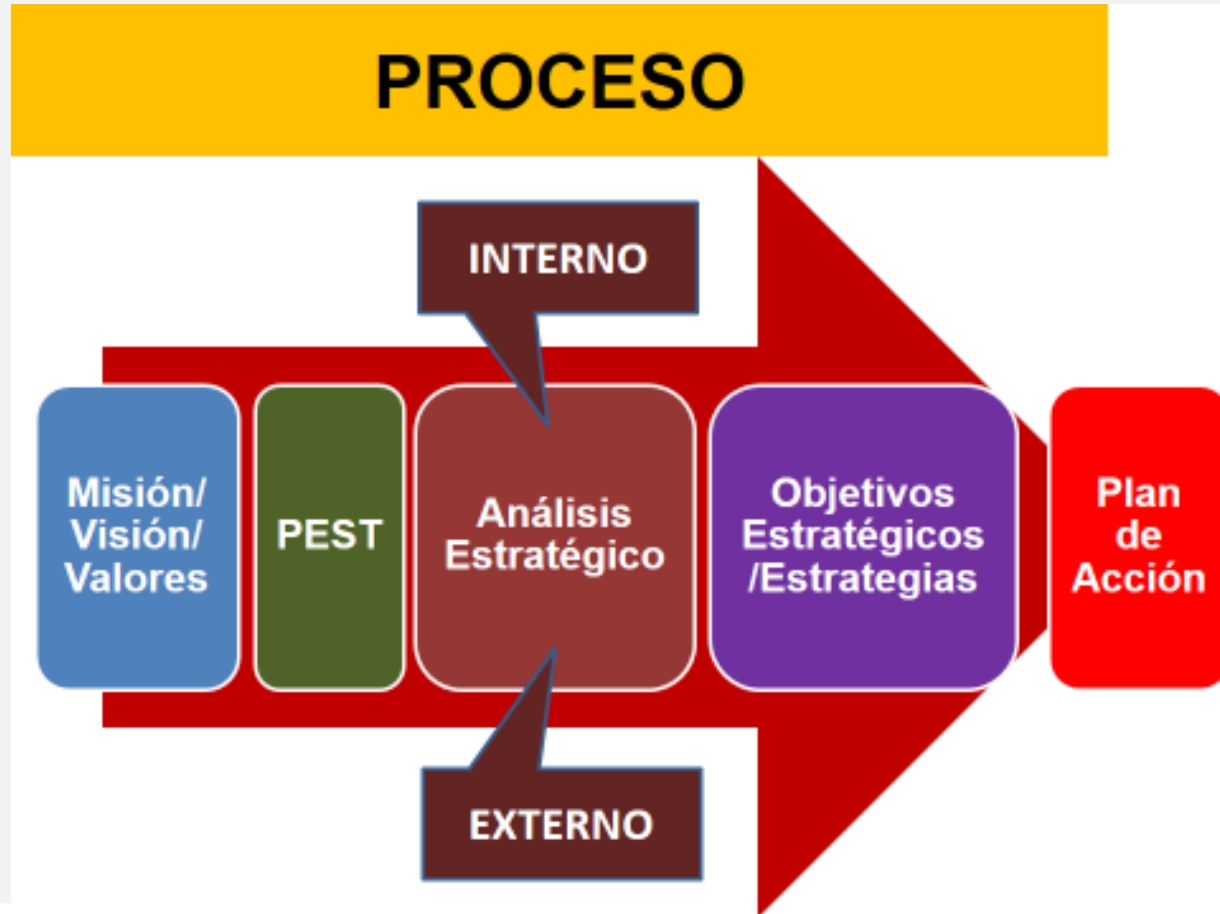 PROCESO
INTERNO
Misión/
Visión/
Valores
PEST
Análisis
Estratégico
Objetivos
Estratégicos
/Estrategias
Plan
de
Acción
EXTERNO